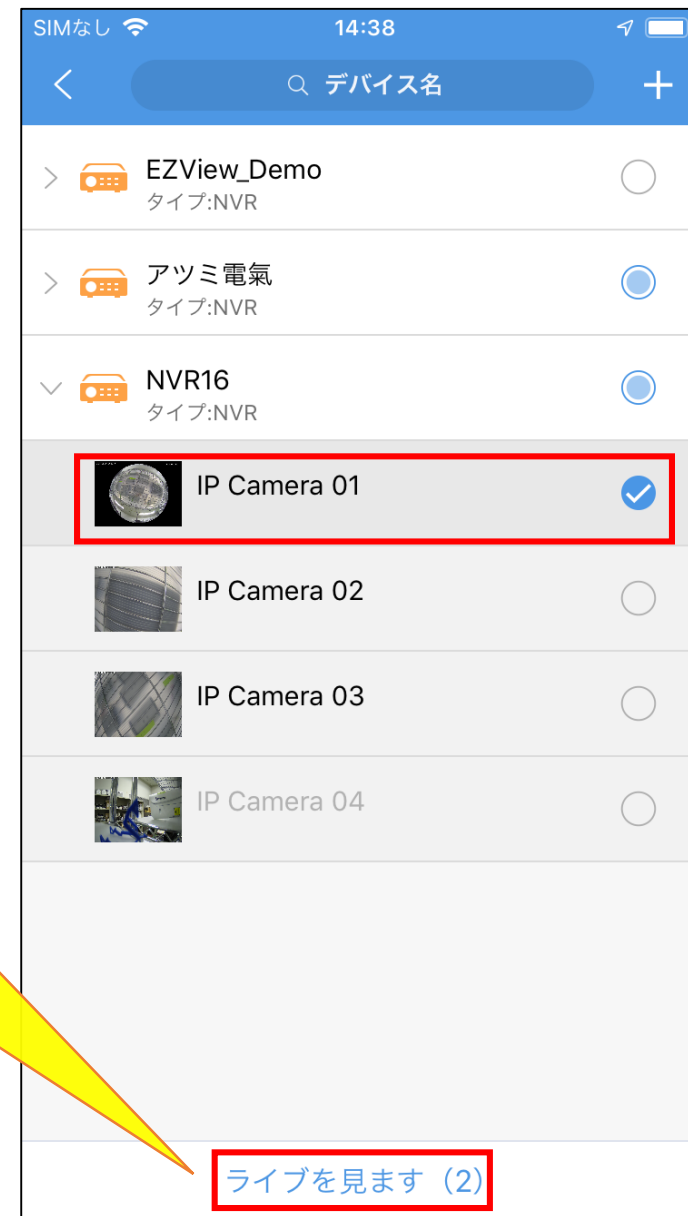 SIMなし 14:38
デバイス名
EZView_Demo
タイプ:NVR
アツミ電氣
タイプ:NVR
NVR16
タイプ:NVR
IP Camera 01
IP Camera 02
IP Camera 03
IP Camera 04
ライブを見ます（2）